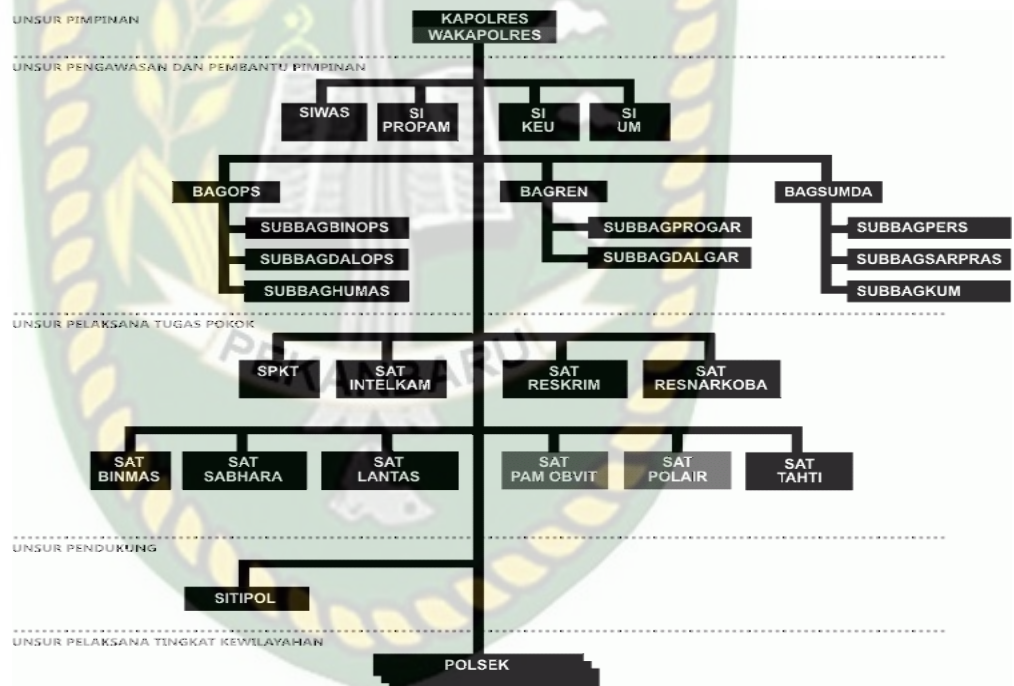 UNSUR PIMPINAN
KAPOLRES
WAKAPOLRES
UNSUR PENGAWASAN DAN PEMBANTU PIMPINAN
SIWAS
SI
PROPAM
SI
KEU
SI
UM
BAGOPS
BAGREN
BAGSUMDA
SUBBAGBINOPS
SUBBAGDALOPS
SUBBAGHUMAS
SUBBAGPROGAR
SUBBAGDALGAR
SUBBAGPERS
SUBBAGSARPRAS
SUBBAGKUM
UNSUR PELAKSANA TUGAS POKOK
PEKANBARU
SPKT
SAT
INTELKAM
SAT
RESKRIM
SAT
RESNARKOBA
SAT
BINMAS
SAT
SABHARA
SAT
LANTAS
SAT
PAM OBVIT
SAT
POLAIR
SAT
TAHTI
UNSUR PENDUKUNG
SITIPOL
UNSUR PELAKSANA TINGKAT KEWILAYAHAN
POLSEK